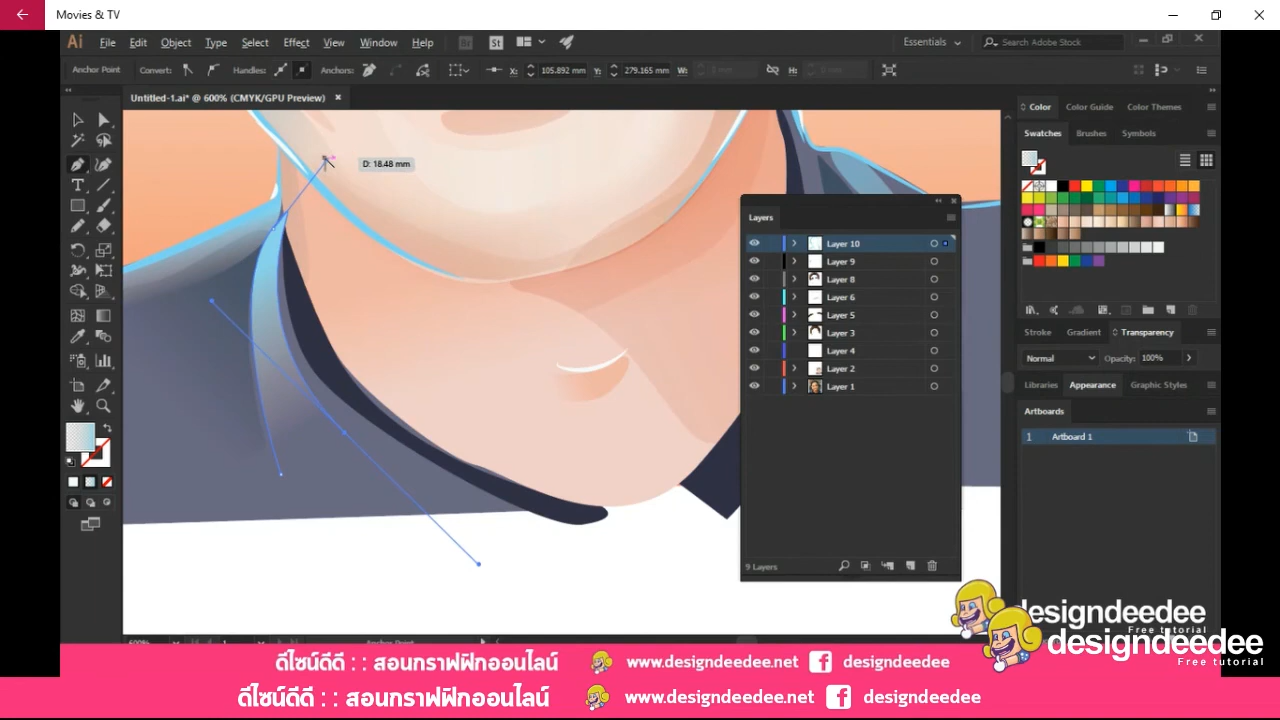 Movies & TV
Ai File Edit Object Type Select Effect View Window Help Br St Essentials Search Adobe Stock
Anchor Point Convert: Handles: Anchors: X: 105.892 mm Y: 279.165 mm W: H:
Untitled-1.ai* @ 600% (CMYK/GPU Preview)
D: 18.48 mm
Layers
Layer 10
Layer 9
Layer 8
Layer 6
Layer 5
Layer 3
Layer 4
Layer 2
Layer 1
9 Layers
Color Color Guide Color Themes
Swatches Brushes Symbols
Stroke Gradient Transparency
Normal Opacity: 100%
Libraries Appearance Graphic Styles
Artboards
1 Artboard 1
designdeedee
Free tutorial
designdeedee
Free tutorial
ดีไซน์ดีดี : : สอนกราฟฟิกออนไลน์ www.designdeedee.net designdeedee
ดีไซน์ดีดี : : สอนกราฟฟิกออนไลน์ www.designdeedee.net designdeedee